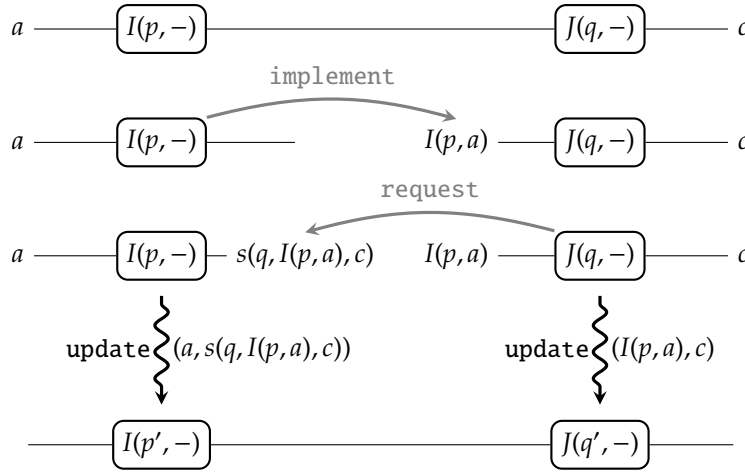 a I(p, −) J(q, −) c
implement
a I(p, −) I(p, a) J(q, −) c
request
a I(p, −) s(q, I(p, a), c) I(p, a) J(q, −) c
update (a, s(q, I(p, a), c)) update (I(p, a), c)
I(p′, −) J(q′, −)